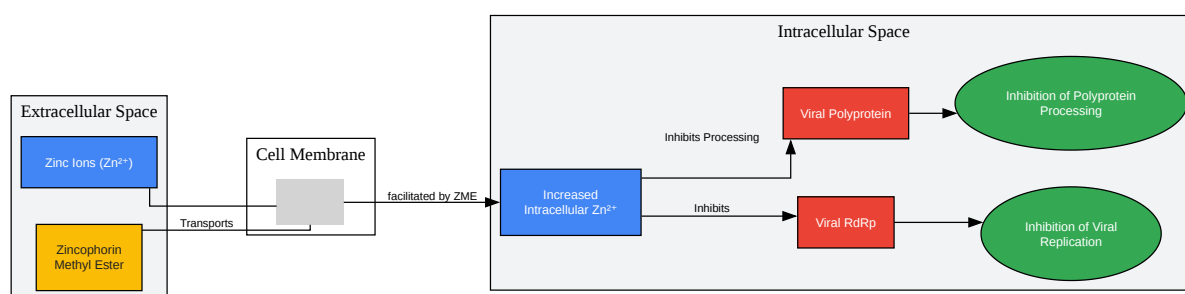 Extracellular Space
Zinc Ions (Zn²⁺)
Zincophorin
Methyl Ester
Transports
Cell Membrane
facilitated by ZME
Intracellular Space
Increased
Intracellular Zn²⁺
Inhibits Processing
Inhibits
Viral Polyprotein
Viral RdRp
Inhibition of Polyprotein
Processing
Inhibition of Viral
Replication